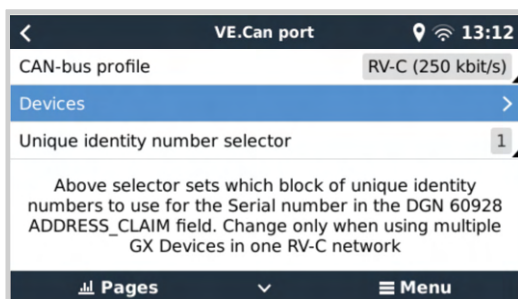 VE.Can port
13:12
CAN-bus profile
RV-C (250 kbit/s)
Devices
Unique identity number selector
1
Above selector sets which block of unique identity
numbers to use for the Serial number in the DGN 60928
ADDRESS_CLAIM field. Change only when using multiple
GX Devices in one RV-C network
Pages
Menu